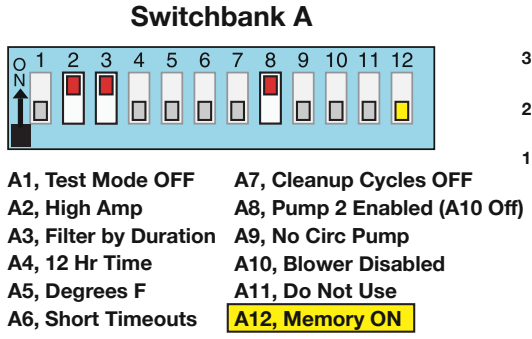 Switchbank A
ON
1 2 3 4 5 6 7 8 9 10 11 12
3
2
1
A1, Test Mode OFF
A2, High Amp
A3, Filter by Duration
A4, 12 Hr Time
A5, Degrees F
A6, Short Timeouts
A7, Cleanup Cycles OFF
A8, Pump 2 Enabled (A10 Off)
A9, No Circ Pump
A10, Blower Disabled
A11, Do Not Use
A12, Memory ON